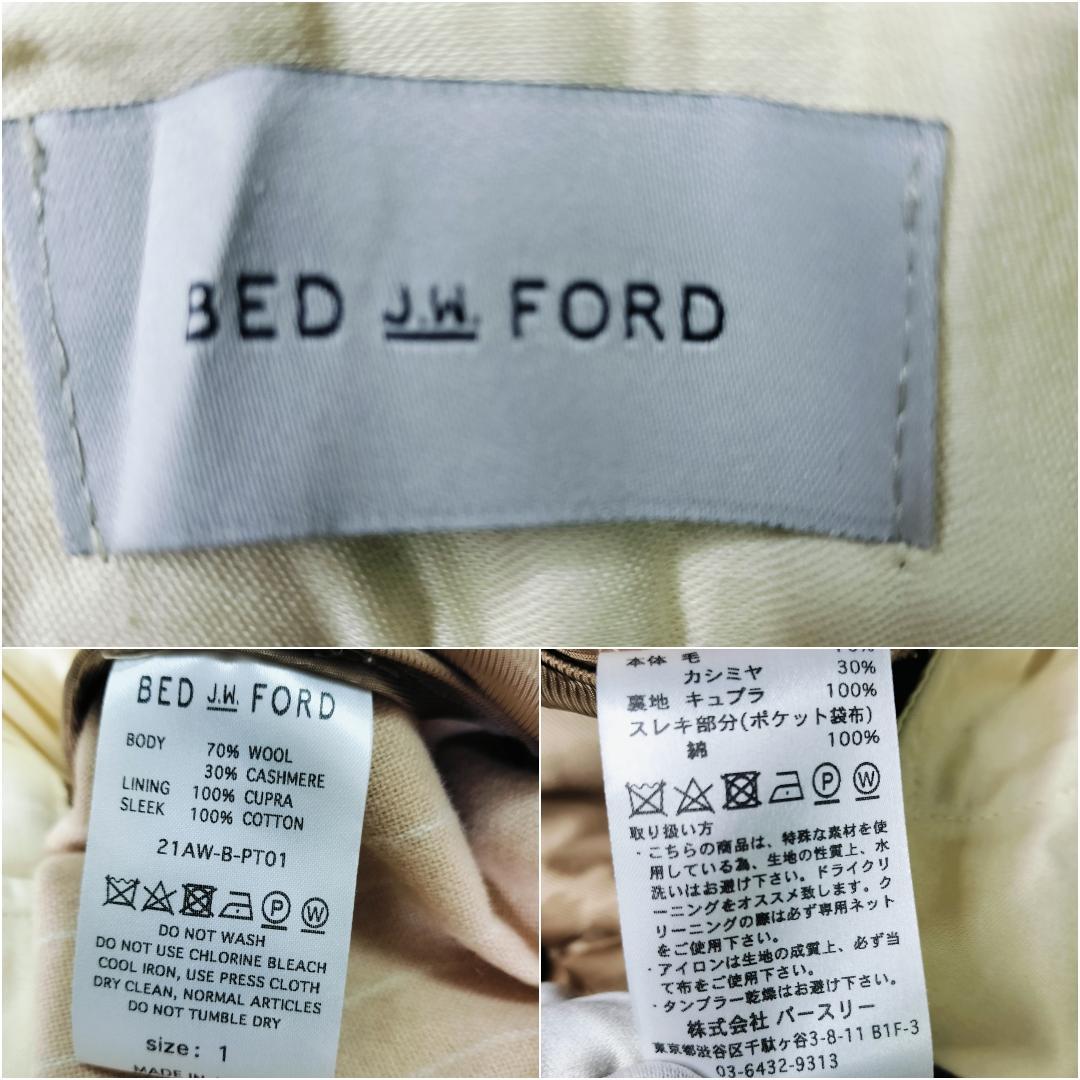 BED J.W. FORD
BED J.W. FORD
BODY 70% WOOL
30% CASHMERE
LINING 100% CUPRA
SLEEK 100% COTTON
21AW-B-PT01
P W
DO NOT WASH
DO NOT USE CHLORINE BLEACH
COOL IRON, USE PRESS CLOTH
DRY CLEAN, NORMAL ARTICLES
DO NOT TUMBLE DRY
size: 1
MADE IN
本体 毛
カシミヤ 30%
裏地 キュプラ 100%
スレキ部分(ポケット袋布)
綿 100%
P W
取り扱い方
・こちらの商品は、特殊な素材を使
用している為、生地の性質上、水
洗いはお避け下さい。ドライクリ
ーニングをオススメ致します。ク
リーニングの際は必ず専用ネット
をご使用下さい。
・アイロンは生地の成質上、必ず当
て布をご使用下さい。
・タンブラー乾燥はお避け下さい。
株式会社 バースリー
東京都渋谷区千駄ヶ谷3-8-11 B1F-3
03-6432-9313